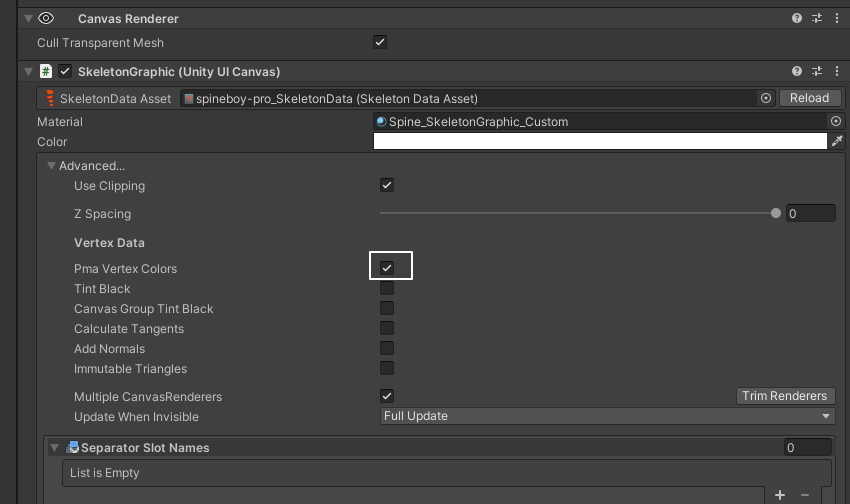 Canvas Renderer
Cull Transparent Mesh
# SkeletonGraphic (Unity UI Canvas)
SkeletonData Asset spineboy-pro_SkeletonData (Skeleton Data Asset) Reload
Material Spine_SkeletonGraphic_Custom
Color
Advanced...
Use Clipping
Z Spacing 0
Vertex Data
Pma Vertex Colors
Tint Black
Canvas Group Tint Black
Calculate Tangents
Add Normals
Immutable Triangles
Multiple CanvasRenderers Trim Renderers
Update When Invisible Full Update
Separator Slot Names 0
List is Empty
+ −